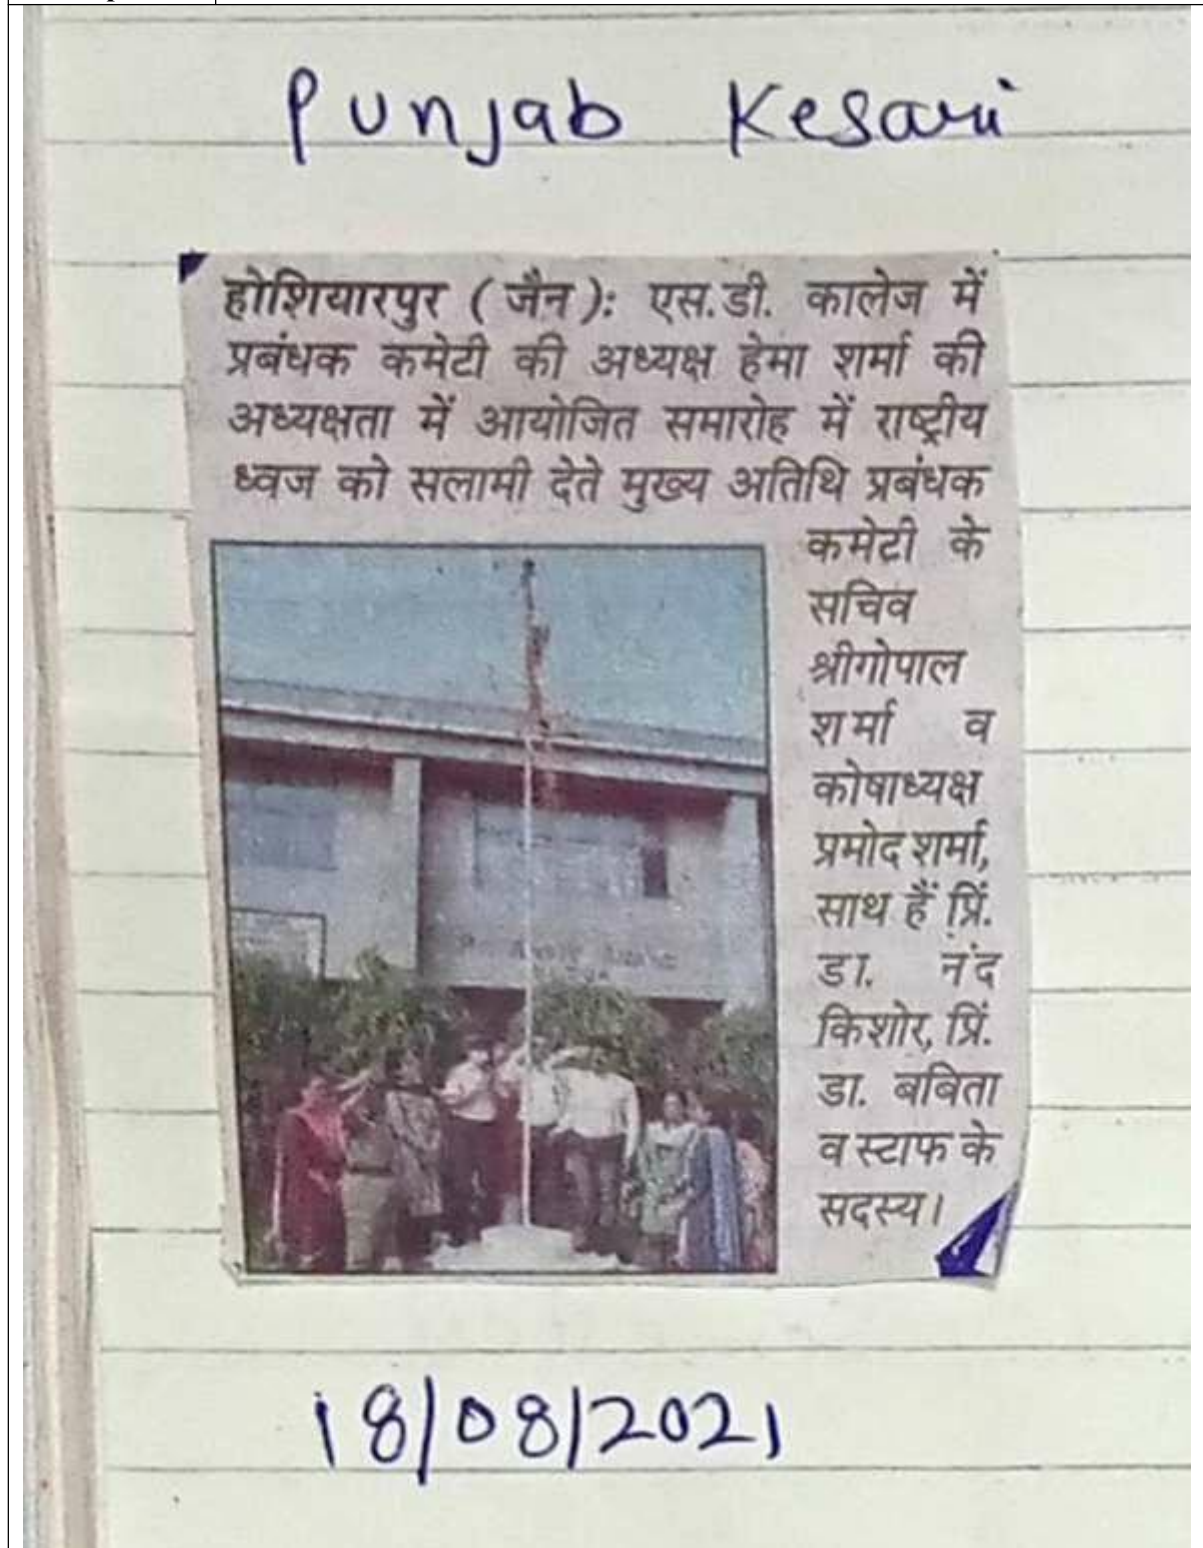 Punjab Kesari
होशियारपुर (जैन): एस.डी. कालेज में
प्रबंधक कमेटी की अध्यक्ष हेमा शर्मा की
अध्यक्षता में आयोजित समारोह में राष्ट्रीय
ध्वज को सलामी देते मुख्य अतिथि प्रबंधक
कमेटी के
सचिव
श्रीगोपाल
शर्मा व
कोषाध्यक्ष
प्रमोद शर्मा,
साथ हैं प्रिं.
डा. नंद
किशोर, प्रिं.
डा. बबिता
व स्टाफ के
सदस्य।
18/08/2021